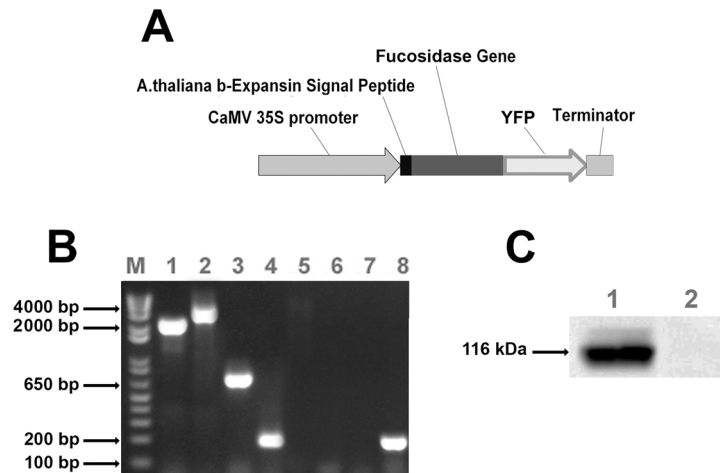 A
Fucosidase Gene
A.thaliana b-Expansin Signal Peptide
CaMV 35S promoter
YFP
Terminator
B
M 1 2 3 4 5 6 7 8
4000 bp
2000 bp
650 bp
200 bp
100 bp
C
1 2
116 kDa